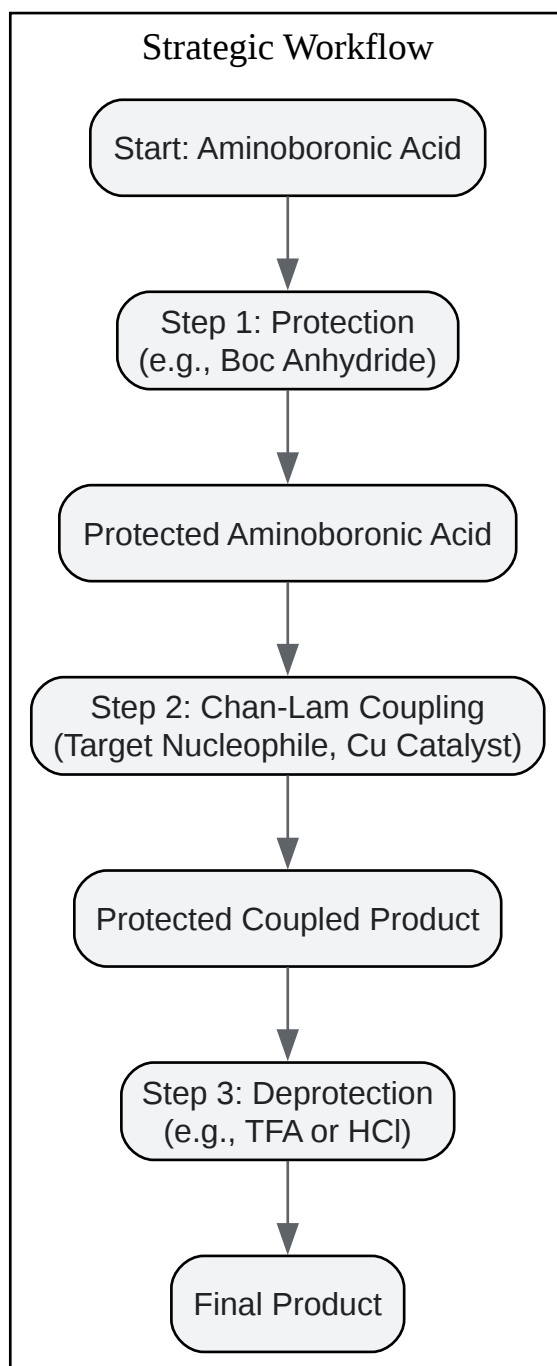 Strategic Workflow
Start: Aminoboronic Acid
Step 1: Protection
(e.g., Boc Anhydride)
Protected Aminoboronic Acid
Step 2: Chan-Lam Coupling
(Target Nucleophile, Cu Catalyst)
Protected Coupled Product
Step 3: Deprotection
(e.g., TFA or HCl)
Final Product